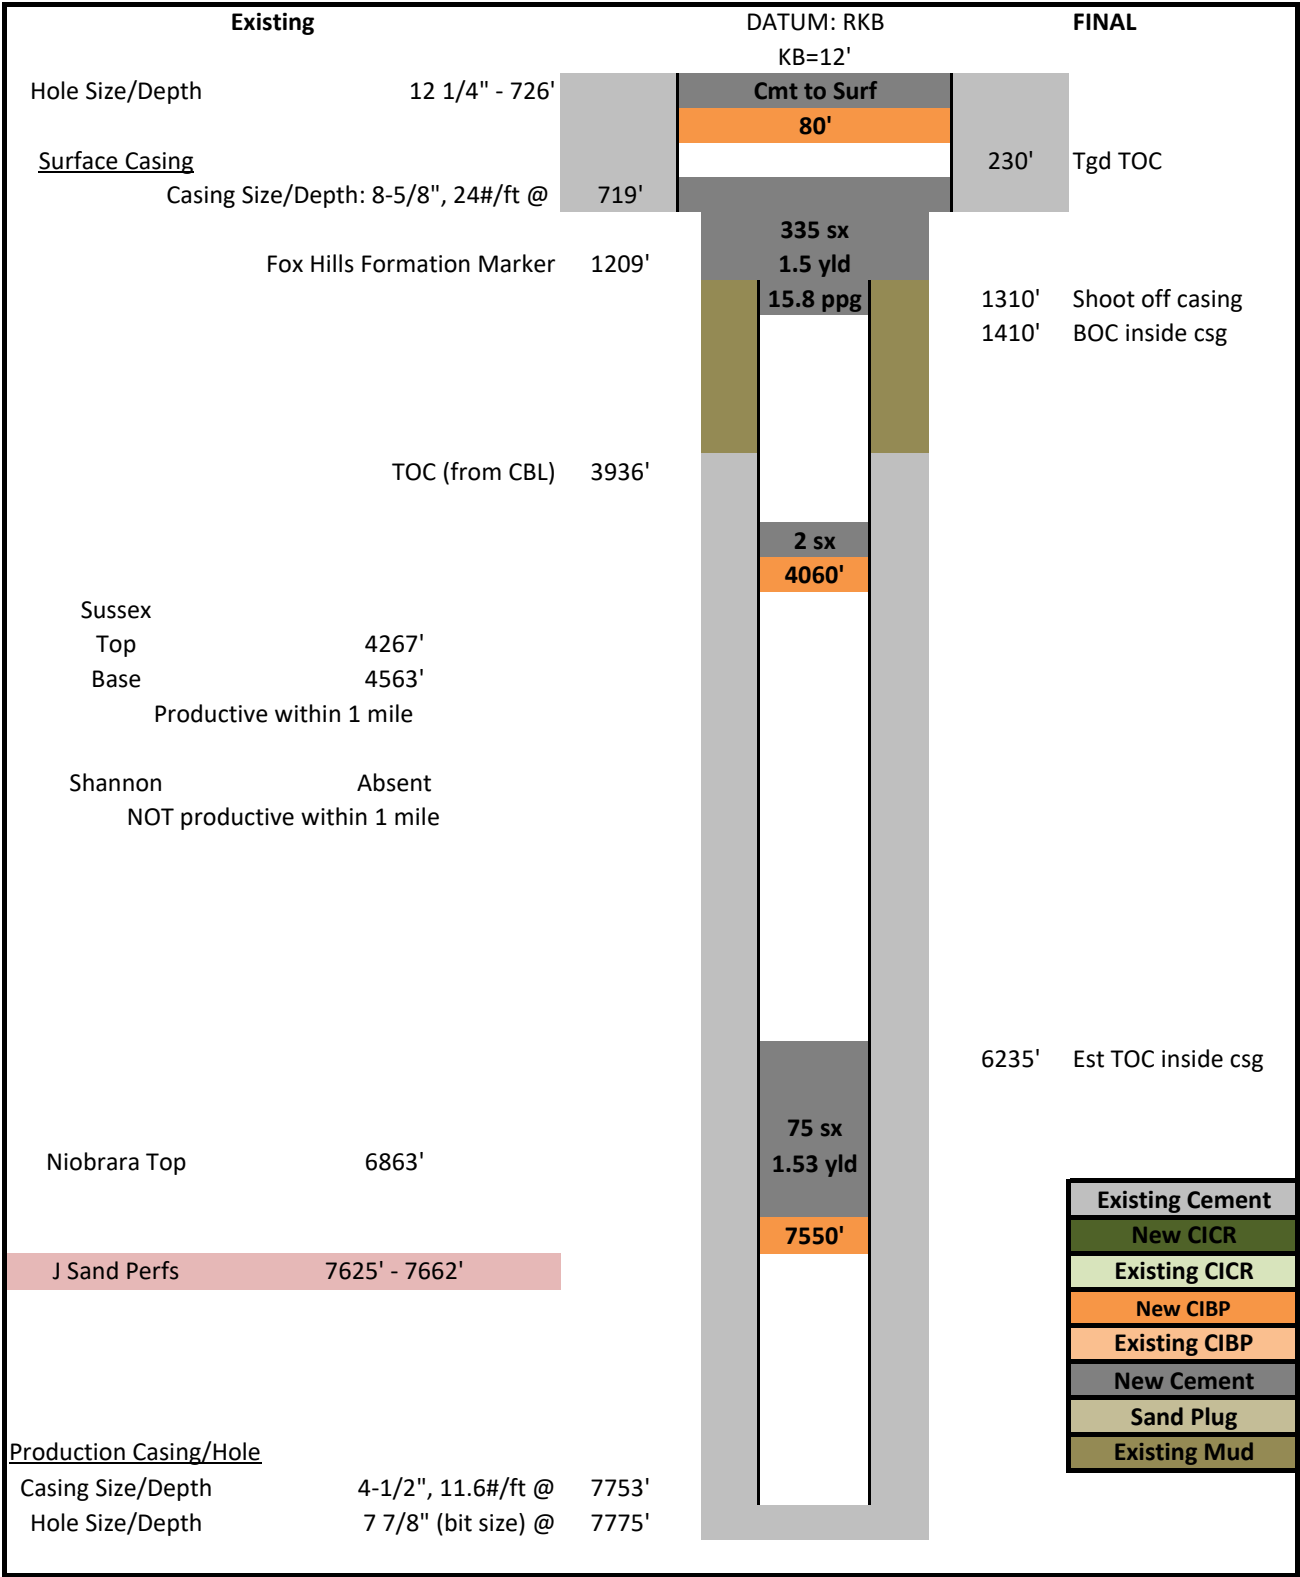 Existing DATUM: RKB FINAL
KB=12'
Hole Size/Depth 12 1/4" - 726' Cmt to Surf
80'
Surface Casing 230' Tgd TOC
Casing Size/Depth: 8-5/8", 24#/ft @ 719'
335 sx
Fox Hills Formation Marker 1209' 1.5 yld
15.8 ppg 1310' Shoot off casing
1410' BOC inside csg
TOC (from CBL) 3936'
2 sx
4060'
Sussex
Top 4267'
Base 4563'
Productive within 1 mile
Shannon Absent
NOT productive within 1 mile
6235' Est TOC inside csg
75 sx
Niobrara Top 6863' 1.53 yld
Existing Cement
7550' New CICR
J Sand Perfs 7625' - 7662' Existing CICR
New CIBP
Existing CIBP
New Cement
Sand Plug
Production Casing/Hole Existing Mud
Casing Size/Depth 4-1/2", 11.6#/ft @ 7753'
Hole Size/Depth 7 7/8" (bit size) @ 7775'